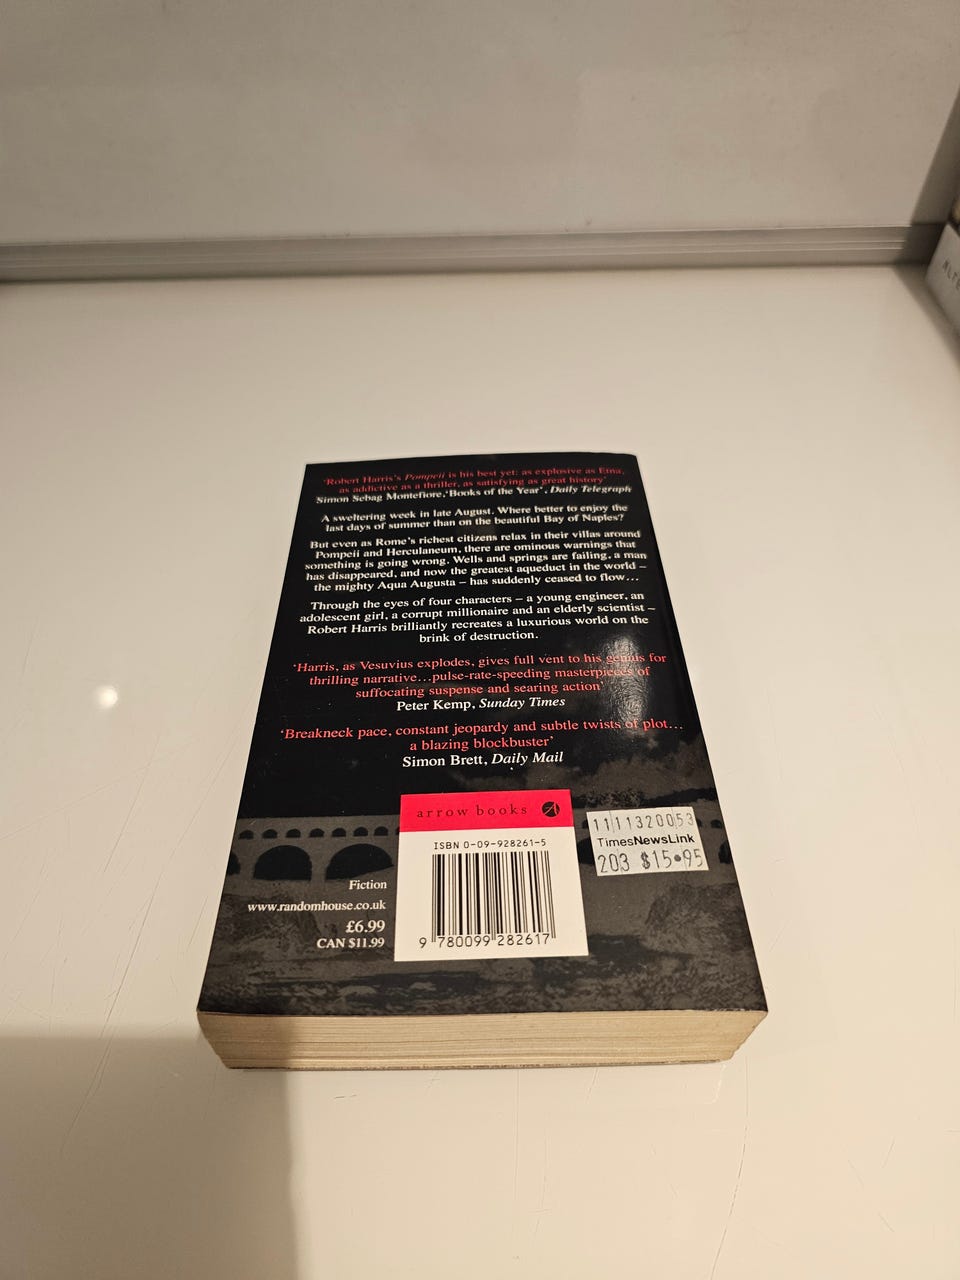 'Robert Harris's Pompeii is his best yet: as explosive as Etna,
as addictive as a thriller, as satisfying as great history'
Simon Sebag Montefiore,'Books of the Year', Daily Telegraph
A sweltering week in late August. Where better to enjoy the
last days of summer than on the beautiful Bay of Naples?
But even as Rome's richest citizens relax in their villas around
Pompeii and Herculaneum, there are ominous warnings that
something is going wrong. Wells and springs are failing, a man
has disappeared, and now the greatest aqueduct in the world –
the mighty Aqua Augusta – has suddenly ceased to flow...
Through the eyes of four characters – a young engineer, an
adolescent girl, a corrupt millionaire and an elderly scientist –
Robert Harris brilliantly recreates a luxurious world on the
brink of destruction.
'Harris, as Vesuvius explodes, gives full vent to his genius for
thrilling narrative...pulse-rate-speeding masterpieces of
suffocating suspense and searing action'
Peter Kemp, Sunday Times
'Breakneck pace, constant jeopardy and subtle twists of plot...
a blazing blockbuster'
Simon Brett, Daily Mail
arrow books
ISBN 0-09-928261-5
9 780099 282617
Fiction
www.randomhouse.co.uk
£6.99
CAN $11.99
1111320053
TimesNewsLink
203 $15•95